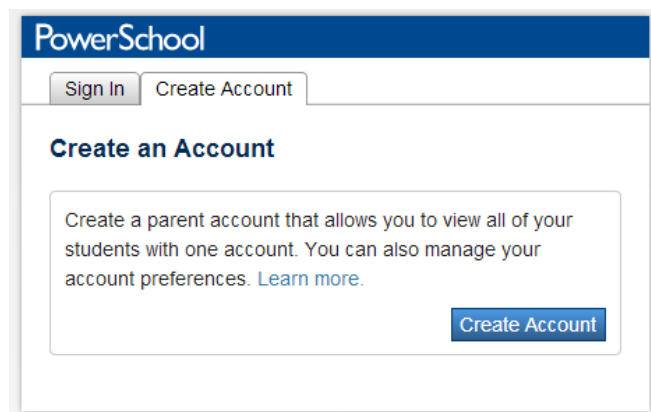 PowerSchool
Sign In
Create Account
Create an Account
Create a parent account that allows you to view all of your
students with one account. You can also manage your
account preferences. Learn more.
Create Account